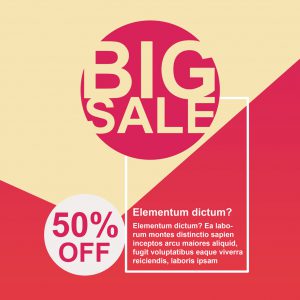 BIG
SALE
50%
OFF
Elementum dictum?
Elementum dictum? Ea labo-
rum montes distinctio sapien
inceptos arcu maiores aliquid,
fugit voluptatibus eaque viverra
reiciendis, laboris ipsam